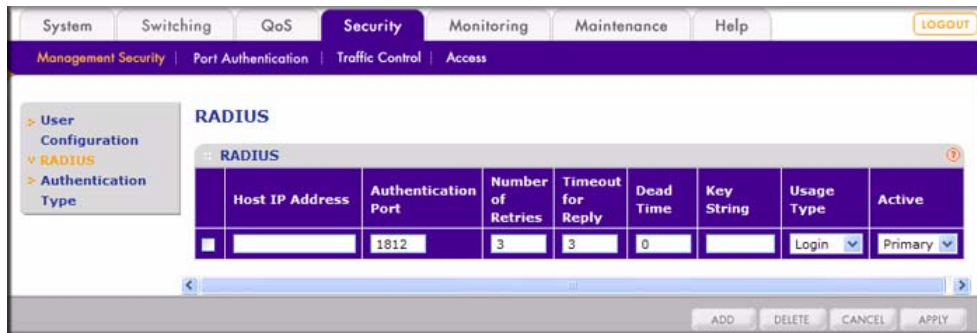 System Switching QoS Security Monitoring Maintenance Help LOGOUT
Management Security Port Authentication Traffic Control Access
User Configuration
RADIUS
Authentication Type
RADIUS
RADIUS
Host IP Address Authentication Port Number of Retries Timeout for Reply Dead Time Key String Usage Type Active
1812 3 3 0 Login Primary
ADD DELETE CANCEL APPLY